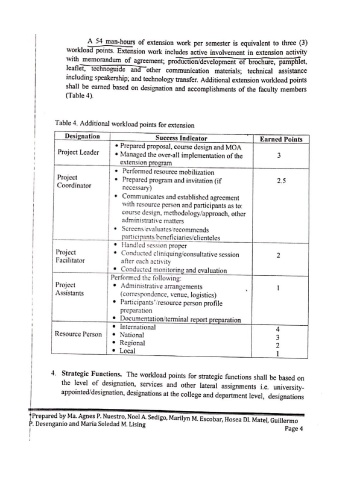 A 54 man-hours of extension work per semester is equivalent to three (3)
workload points. Extension work includes active involvement in extension activity
with memorandum of agreement; production/development of brochure, pamphlet,
leaflet, technoguide and other communication materials; technical assistance
including speakership; and technology transfer. Additional extension workload points
shall be earned based on designation and accomplishments of the faculty members
(Table 4).
Table 4. Additional workload points for extension
Designation Success Indicator Earned Points
Project Leader
• Prepared proposal, course design and MOA
• Managed the over-all implementation of the
extension program
3
Project
Coordinator
• Performed resource mobilization
• Prepared program and invitation (if
necessary)
• Communicates and established agreement
with resource person and participants as to:
course design, methodology/approach, other
administrative matters
• Screens/evaluates/recommends
participants/beneficiaries/clienteles
2.5
Project
Facilitator
• Handled session proper
• Conducted cliniquing/consultative session
after each activity
• Conducted monitoring and evaluation
2
Project
Assistants
Performed the following:
• Administrative arrangements
(correspondence, venue, logistics)
• Participants'/resource person profile
preparation
• Documentation/terminal report preparation
1
Resource Person
• International 4
• National 3
• Regional 2
• Local 1
4. Strategic Functions. The workload points for strategic functions shall be based on
the level of designation, services and other lateral assignments i.e. university-
appointed/designation, designations at the college and department level, designations
Prepared by Ma. Agnes P. Nuestro, Noel A. Sedigo, Marilyn M. Escobar, Hosea DL Matel, Guillermo
P. Desenganio and Maria Soledad M. Lising
Page 4